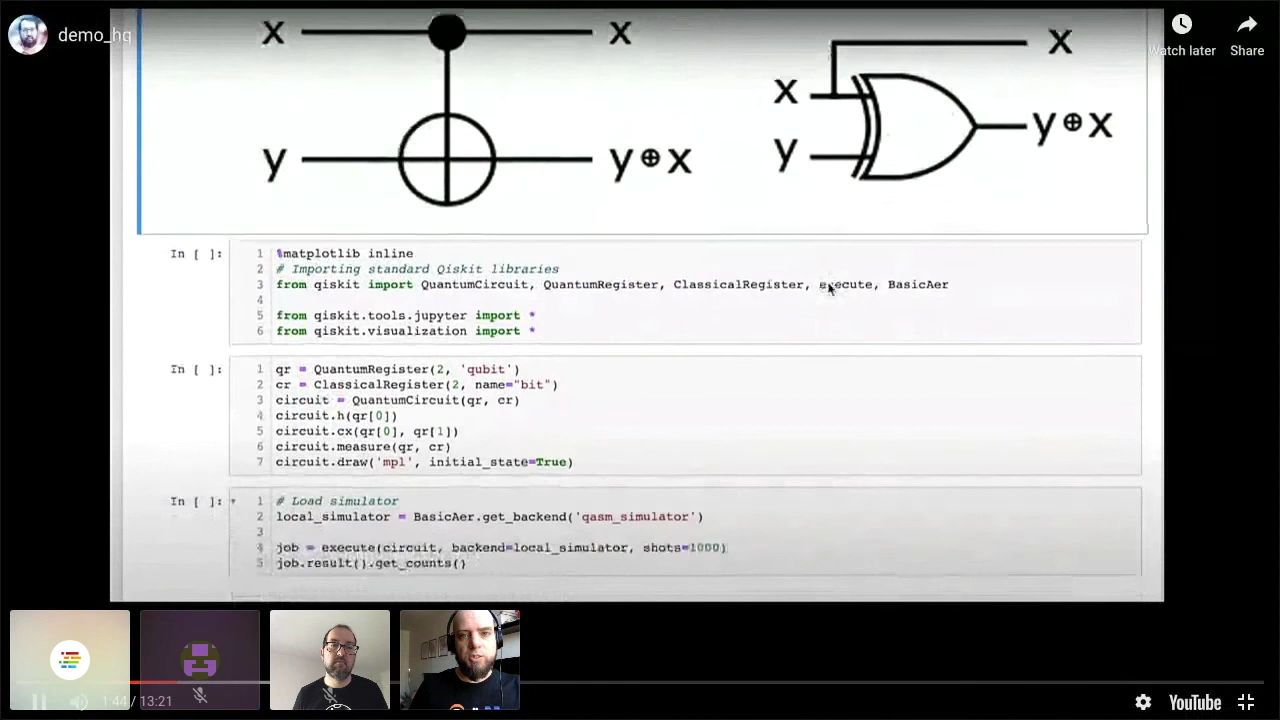 demo_hq
Watch later
Share
x
x
y
y⊕x
x
x
y
y⊕x
In [ ]:
1 %matplotlib inline
2 # Importing standard Qiskit libraries
3 from qiskit import QuantumCircuit, QuantumRegister, ClassicalRegister, execute, BasicAer
4
5 from qiskit.tools.jupyter import *
6 from qiskit.visualization import *
In [ ]:
1 qr = QuantumRegister(2, 'qubit')
2 cr = ClassicalRegister(2, name="bit")
3 circuit = QuantumCircuit(qr, cr)
4 circuit.h(qr[0])
5 circuit.cx(qr[0], qr[1])
6 circuit.measure(qr, cr)
7 circuit.draw('mpl', initial_state=True)
In [ ]:
1 # Load simulator
2 local_simulator = BasicAer.get_backend('qasm_simulator')
3
4 job = execute(circuit, backend=local_simulator, shots=1000)
5 job.result().get_counts()
1:44 / 13:21
YouTube